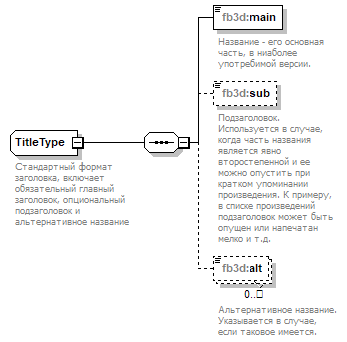 fb3d:main
Название - его основная
часть, в ниаболее
употребимой версии.
fb3d:sub
Подзаголовок.
Используется в случае,
когда часть названия
является явно
второстепенной и ее
можно опустить при
кратком упоминании
произведения. К примеру,
в списке произведений
подзаголовок может быть
опущен или напечатан
мелко и т.д.
TitleType
Стандартный формат
заголовка, включает
обязательный главный
заголовок, опциональный
подзаголовок и
альтернативное название
fb3d:alt
0..
Альтернативное название.
Указывается в случае,
если таковое имеется.